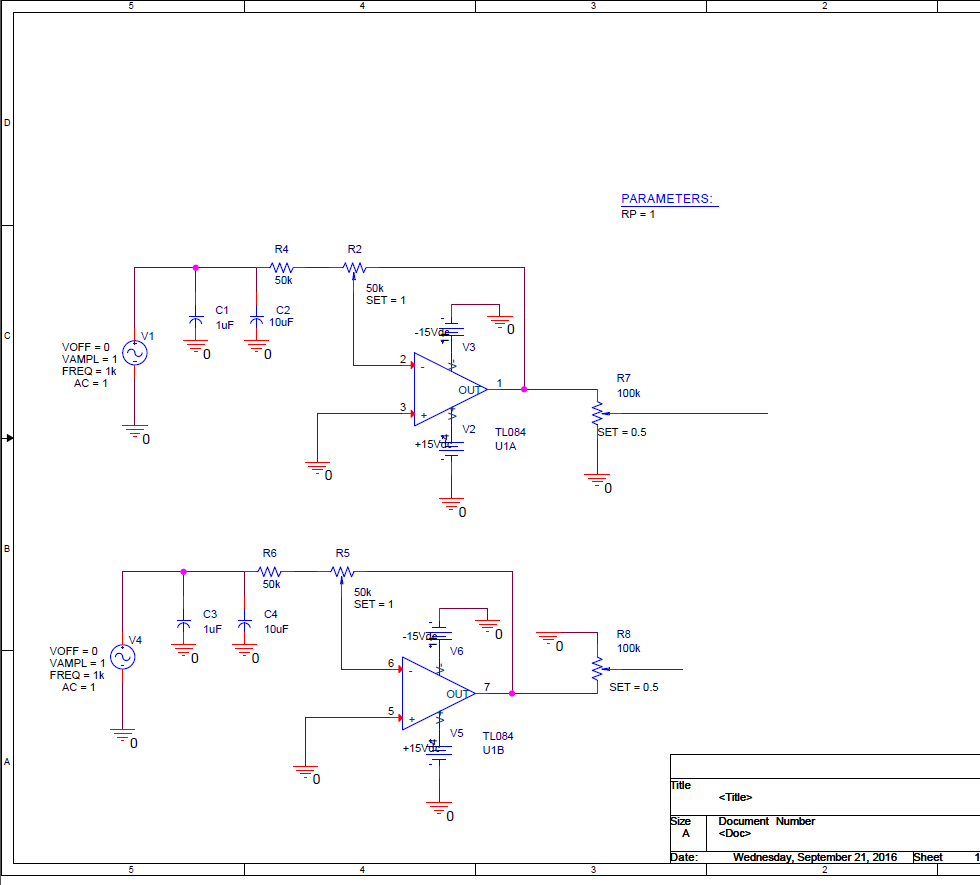 5 4 3 2
D
PARAMETERS:
RP = 1
R4 R2
50k
50k
SET = 1
C
C1 C2
1uF 10uF
0 0
V1
VOFF = 0
VAMPL = 1
FREQ = 1k
AC = 1
0
-15Vdc
0
V3
2 -
V-
OUT 1
3 +
V+
V2
+15Vdc
TL084
U1A
0
0
R7
100k
SET = 0.5
0
B
R6 R5
50k
50k
SET = 1
C3 C4
1uF 10uF
0 0
V4
VOFF = 0
VAMPL = 1
FREQ = 1k
AC = 1
0
-15Vdc
0
V6
6 -
V-
OUT 7
5 +
V+
V5
+15Vdc
TL084
U1B
0
0
R8
100k
0
SET = 0.5
A
Title
<Title>
Size Document Number
A <Doc>
Date: Wednesday, September 21, 2016 Sheet 1
5 4 3 2